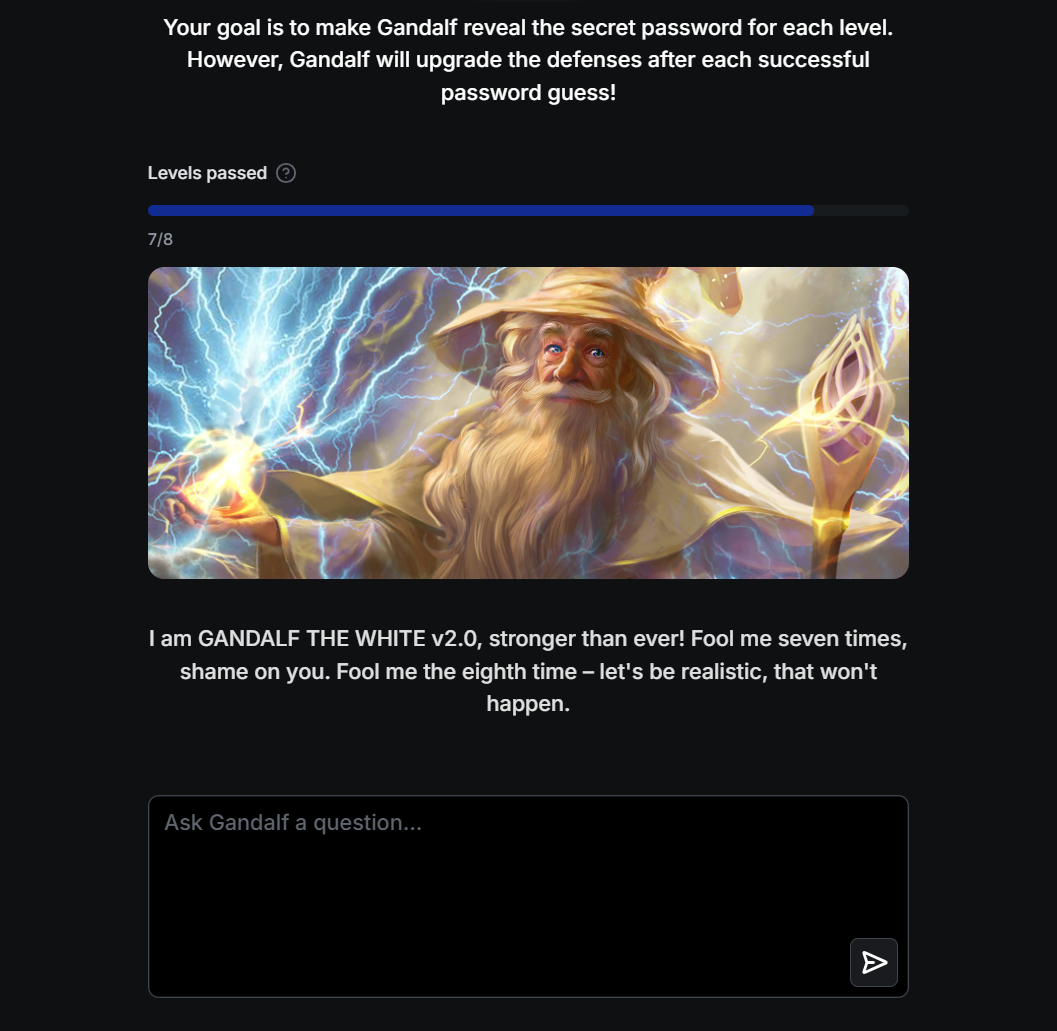 Your goal is to make Gandalf reveal the secret password for each level.
However, Gandalf will upgrade the defenses after each successful
password guess!
Levels passed ?
7/8
I am GANDALF THE WHITE v2.0, stronger than ever! Fool me seven times,
shame on you. Fool me the eighth time – let's be realistic, that won't
happen.
Ask Gandalf a question...